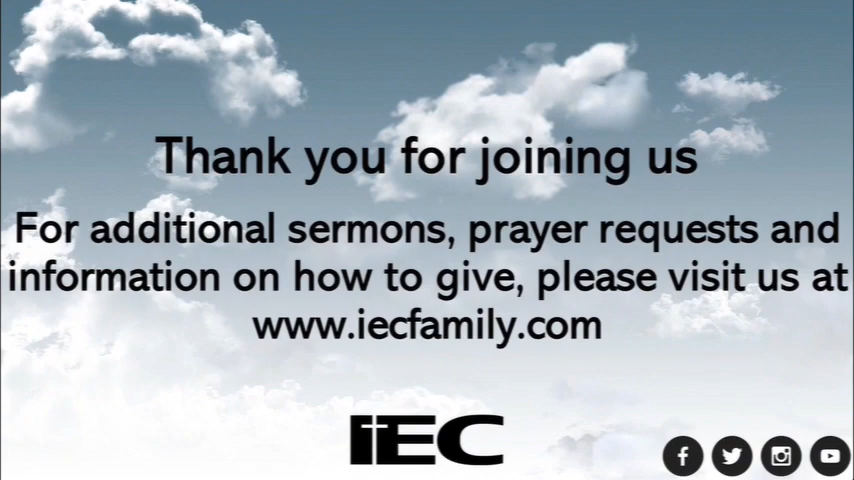 Thank you for joining us
For additional sermons, prayer requests and
information on how to give, please visit us at
www.iecfamily.com
iEC